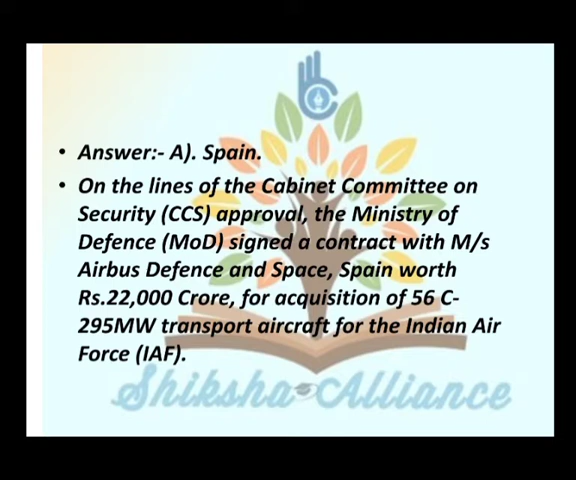 • Answer:- A). Spain.
• On the lines of the Cabinet Committee on
Security (CCS) approval, the Ministry of
Defence (MoD) signed a contract with M/s
Airbus Defence and Space, Spain worth
Rs.22,000 Crore, for acquisition of 56 C-
295MW transport aircraft for the Indian Air
Force (IAF).
Shiksha Alliance